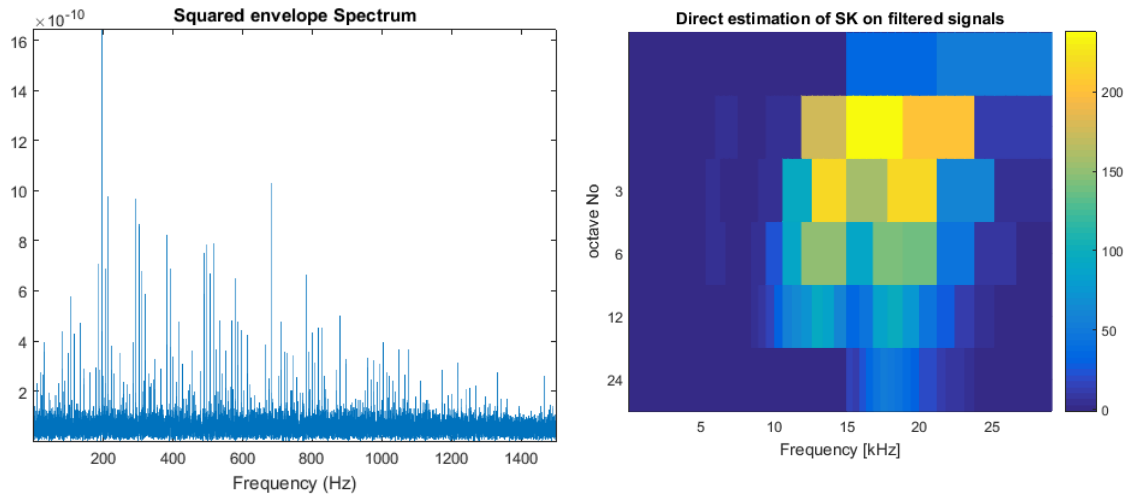 Squared envelope Spectrum
×10⁻¹⁰
16
14
12
10
8
6
4
2
200 400 600 800 1000 1200 1400
Frequency (Hz)
Direct estimation of SK on filtered signals
octave No
3
6
12
24
5 10 15 20 25
Frequency [kHz]
200
150
100
50
0